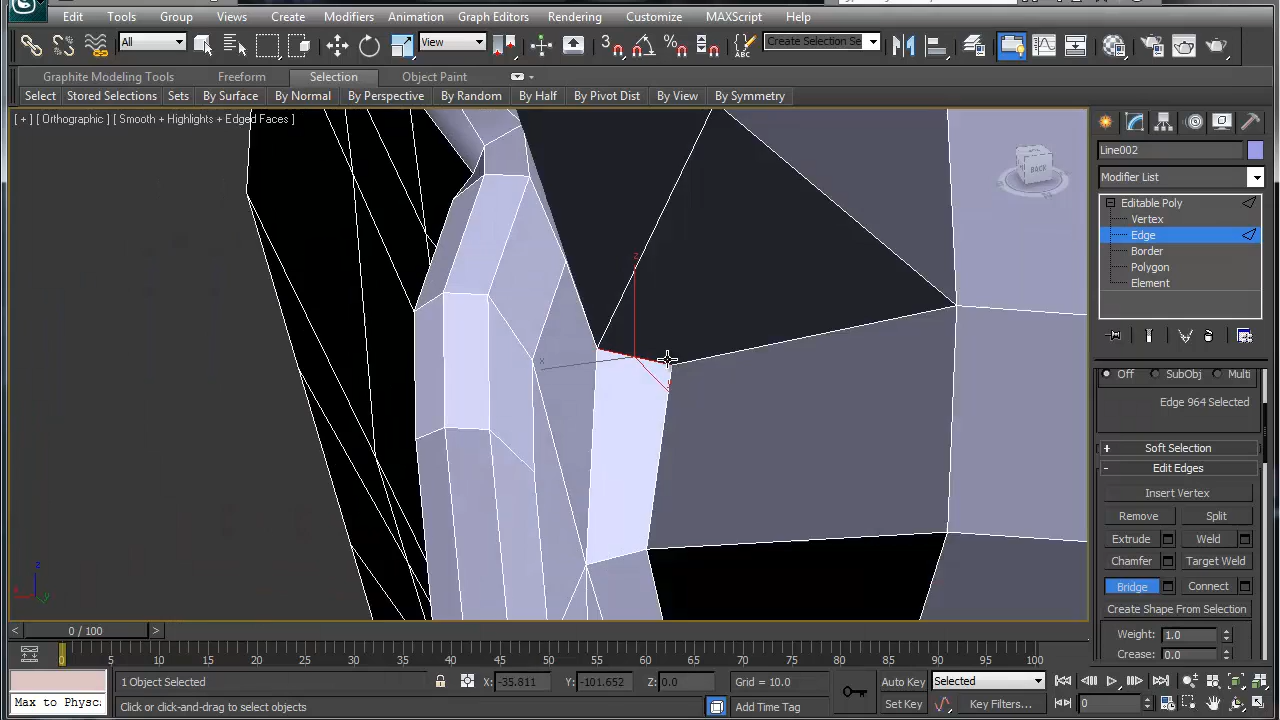 Edit Tools Group Views Create Modifiers Animation Graph Editors Rendering Customize MAXScript Help
All View Create Selection Se
Graphite Modeling Tools Freeform Selection Object Paint
Select Stored Selections Sets By Surface By Normal By Perspective By Random By Half By Pivot Dist By View By Symmetry
[ + ] [ Orthographic ] [ Smooth + Highlights + Edged Faces ]
BACK
Line002
Modifier List
Editable Poly
Vertex
Edge
Border
Polygon
Element
Off SubObj Multi
Edge 964 Selected
+ Soft Selection
- Edit Edges
Insert Vertex
Remove Split
Extrude Weld
Chamfer Target Weld
Bridge Connect
Create Shape From Selection
Weight: 1.0
Crease: 0.0
z
x
z
x y
< 0 / 100 >
0 5 10 15 20 25 30 35 40 45 50 55 60 65 70 75 80 85 90 95 100
1 Object Selected X: -35.811 Y: -101.652 Z: 0.0 Grid = 10.0 Auto Key Selected
Max to Physc Click or click-and-drag to select objects Add Time Tag Set Key Key Filters... 0